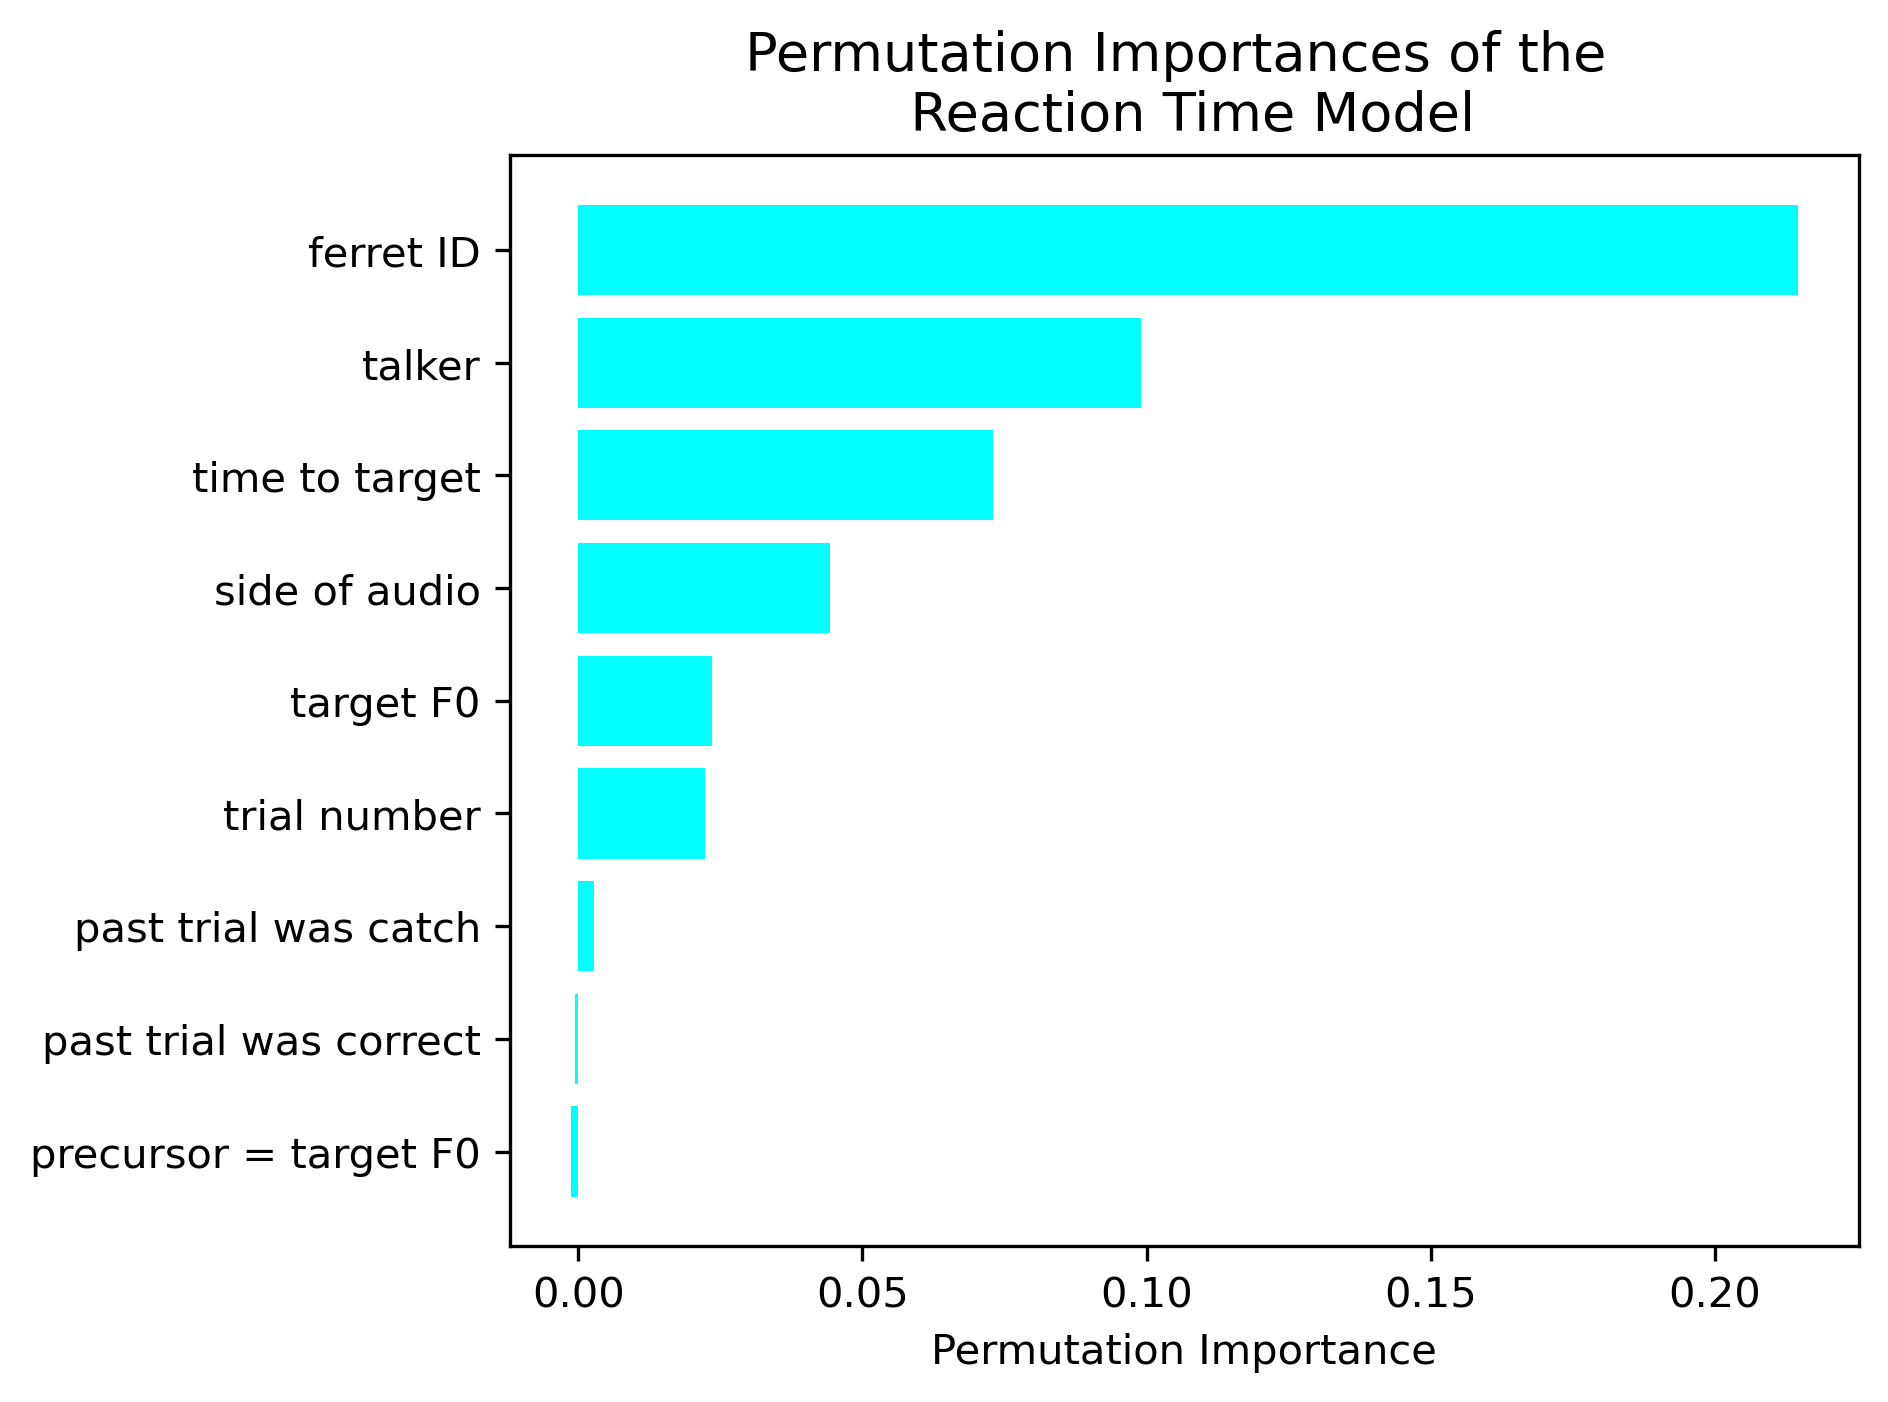 Permutation Importances of the
Reaction Time Model
ferret ID
talker
time to target
side of audio
target F0
trial number
past trial was catch
past trial was correct
precursor = target F0
0.00 0.05 0.10 0.15 0.20
Permutation Importance